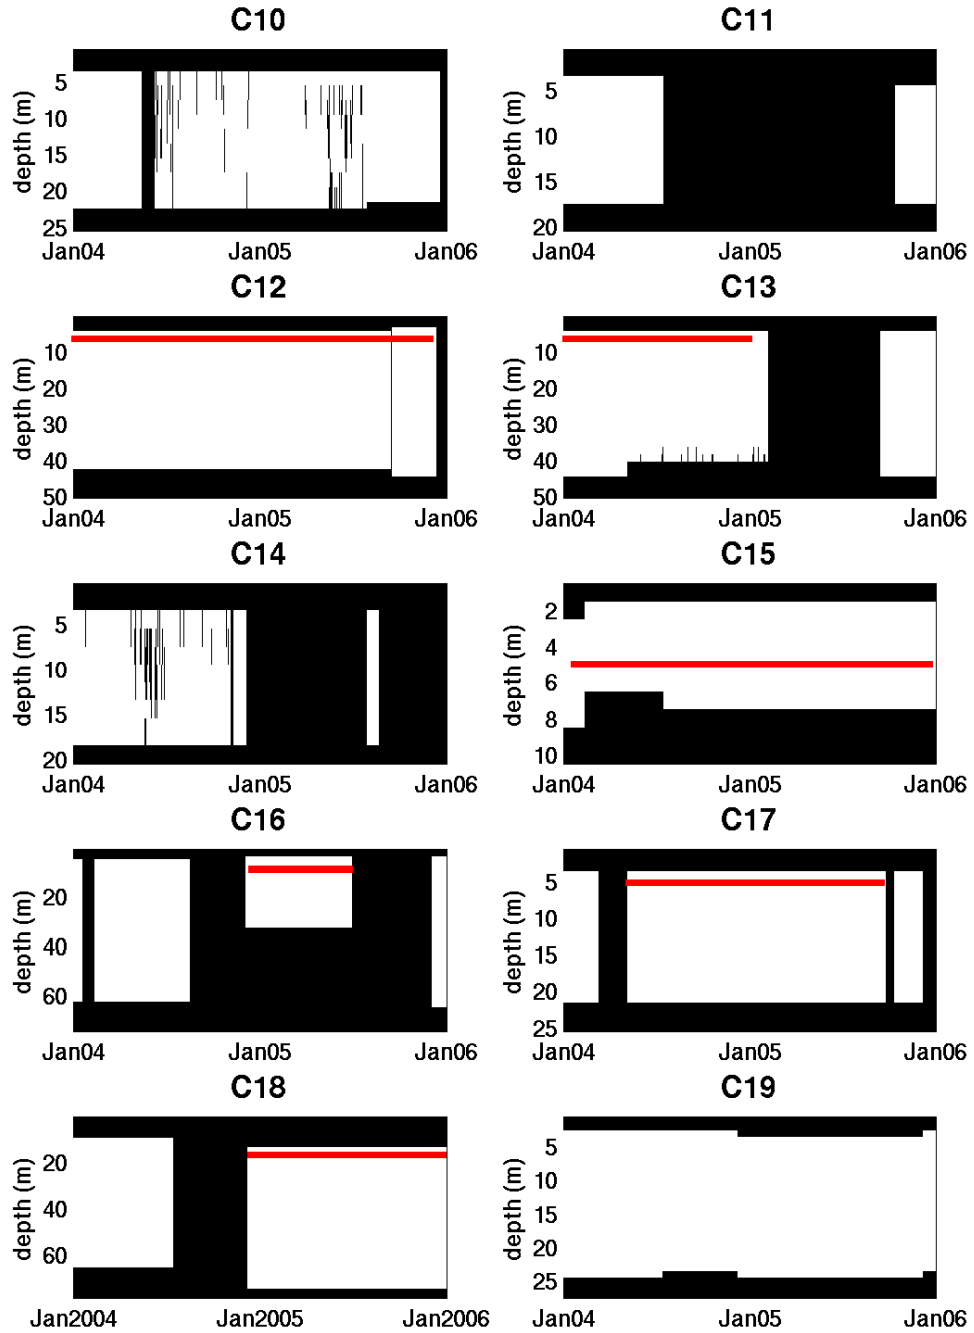 C10
depth (m)
5
10
15
20
25
Jan04 Jan05 Jan06
C11
depth (m)
5
10
15
20
Jan04 Jan05 Jan06
C12
depth (m)
10
20
30
40
50
Jan04 Jan05 Jan06
C13
depth (m)
10
20
30
40
50
Jan04 Jan05 Jan06
C14
depth (m)
5
10
15
20
Jan04 Jan05 Jan06
C15
depth (m)
2
4
6
8
10
Jan04 Jan05 Jan06
C16
depth (m)
20
40
60
Jan04 Jan05 Jan06
C17
depth (m)
5
10
15
20
25
Jan04 Jan05 Jan06
C18
depth (m)
20
40
60
Jan2004 Jan2005 Jan2006
C19
depth (m)
5
10
15
20
25
Jan04 Jan05 Jan06